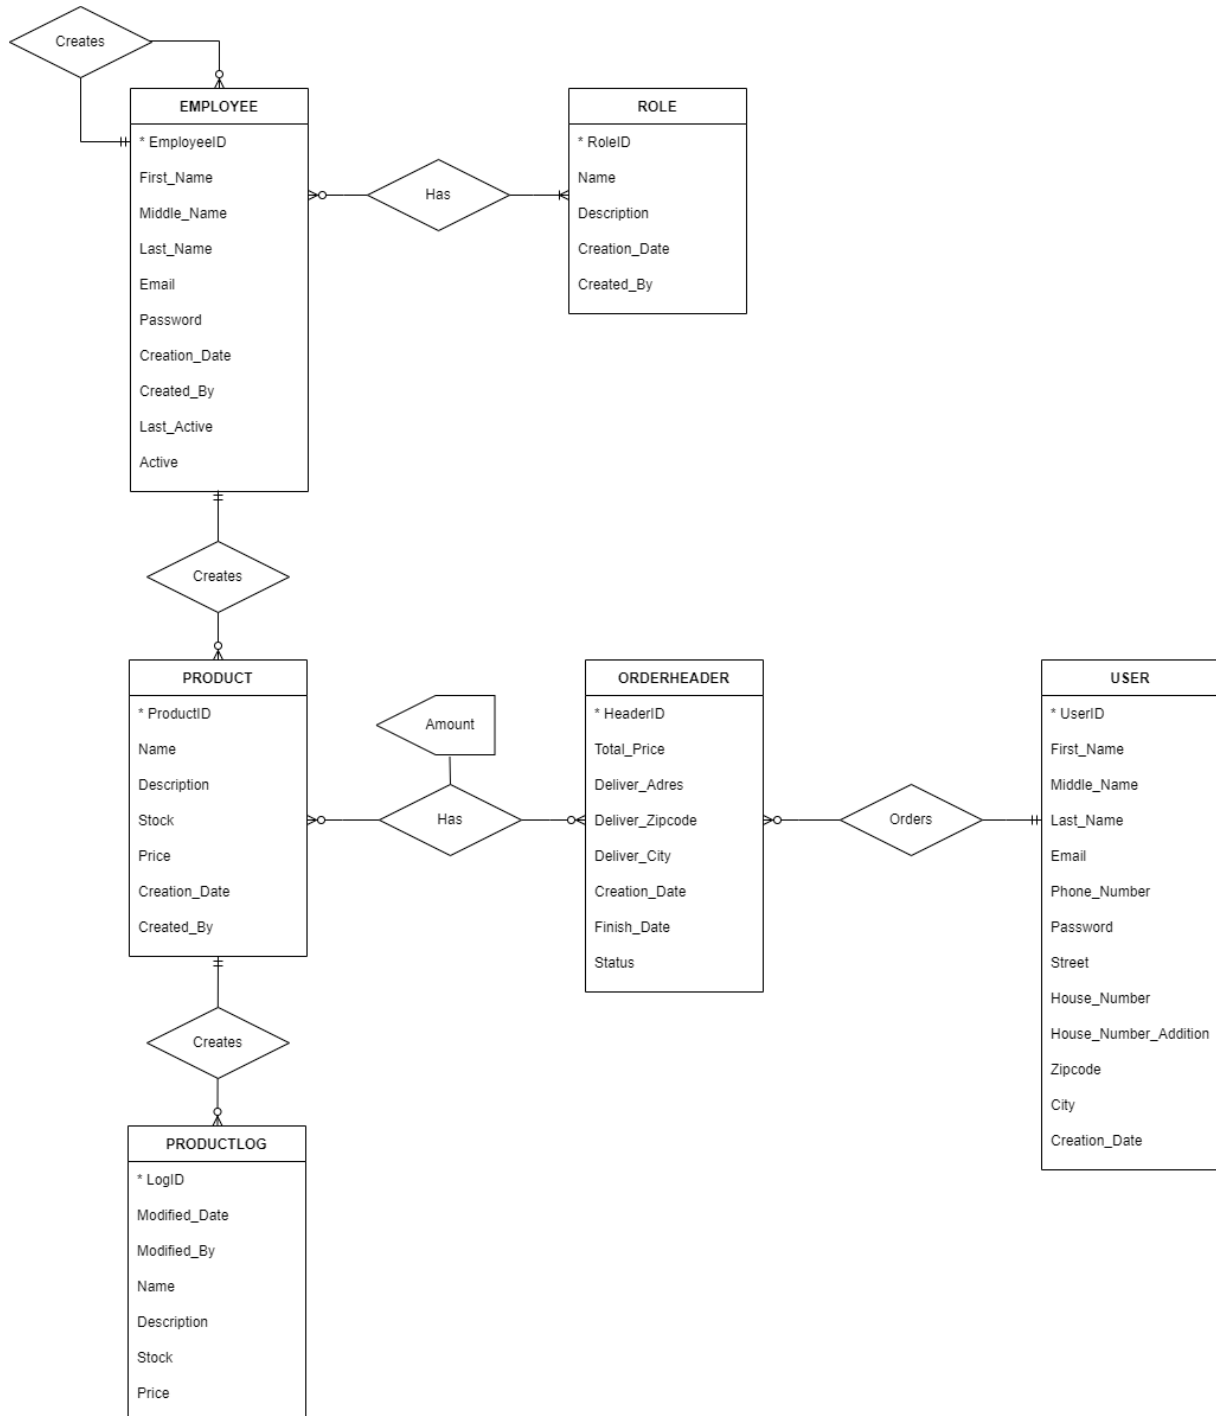 Creates
EMPLOYEE
* EmployeeID
First_Name
Middle_Name
Last_Name
Email
Password
Creation_Date
Created_By
Last_Active
Active
Has
ROLE
* RoleID
Name
Description
Creation_Date
Created_By
Creates
PRODUCT
* ProductID
Name
Description
Stock
Price
Creation_Date
Created_By
Amount
Has
ORDERHEADER
* HeaderID
Total_Price
Deliver_Adres
Deliver_Zipcode
Deliver_City
Creation_Date
Finish_Date
Status
Orders
USER
* UserID
First_Name
Middle_Name
Last_Name
Email
Phone_Number
Password
Street
House_Number
House_Number_Addition
Zipcode
City
Creation_Date
Creates
PRODUCTLOG
* LogID
Modified_Date
Modified_By
Name
Description
Stock
Price